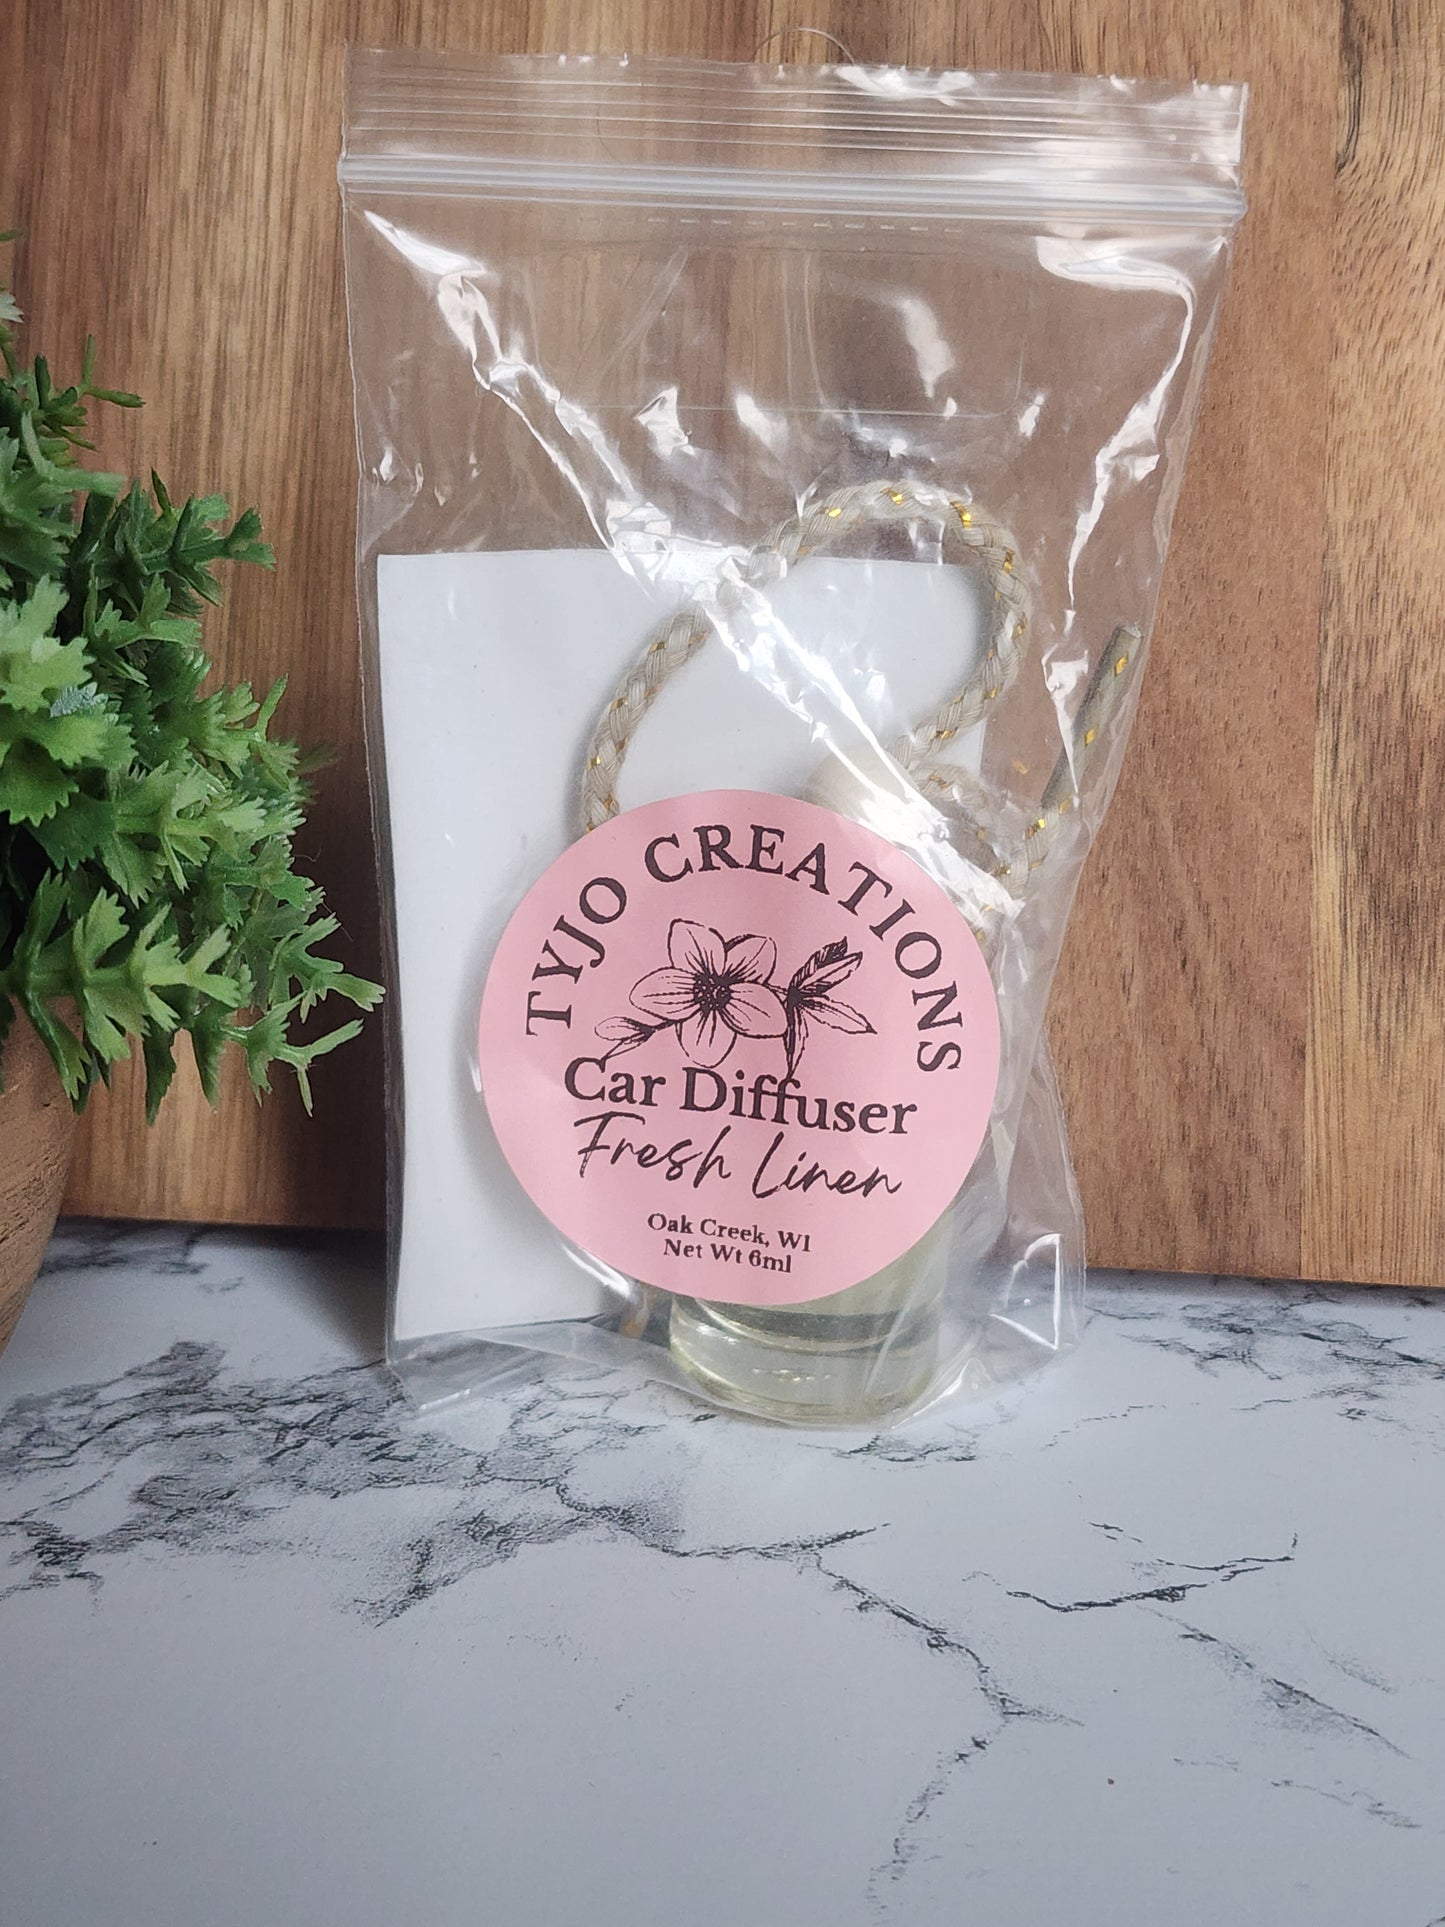 TYJO CREATIONS
Car Diffuser
Fresh Linen
Oak Creek, WI
Net Wt 6ml